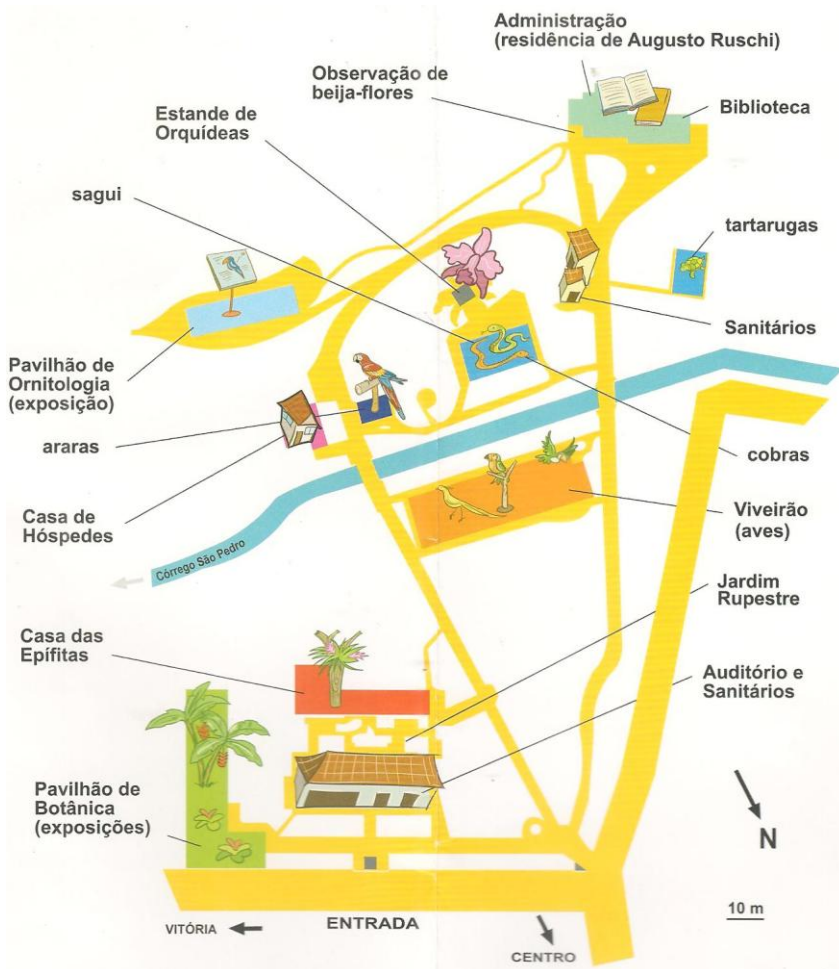 Administração
(residência de Augusto Ruschi)
Observação de
beija-flores
Estande de
Orquídeas
Biblioteca
sagui
tartarugas
Sanitários
Pavilhão de
Ornitologia
(exposição)
araras
cobras
Casa de
Hóspedes
Viveirão
(aves)
Córrego São Pedro
Jardim
Rupestre
Casa das
Epífitas
Auditório e
Sanitários
Pavilhão de
Botânica
(exposições)
N
10 m
VITÓRIA
ENTRADA
CENTRO